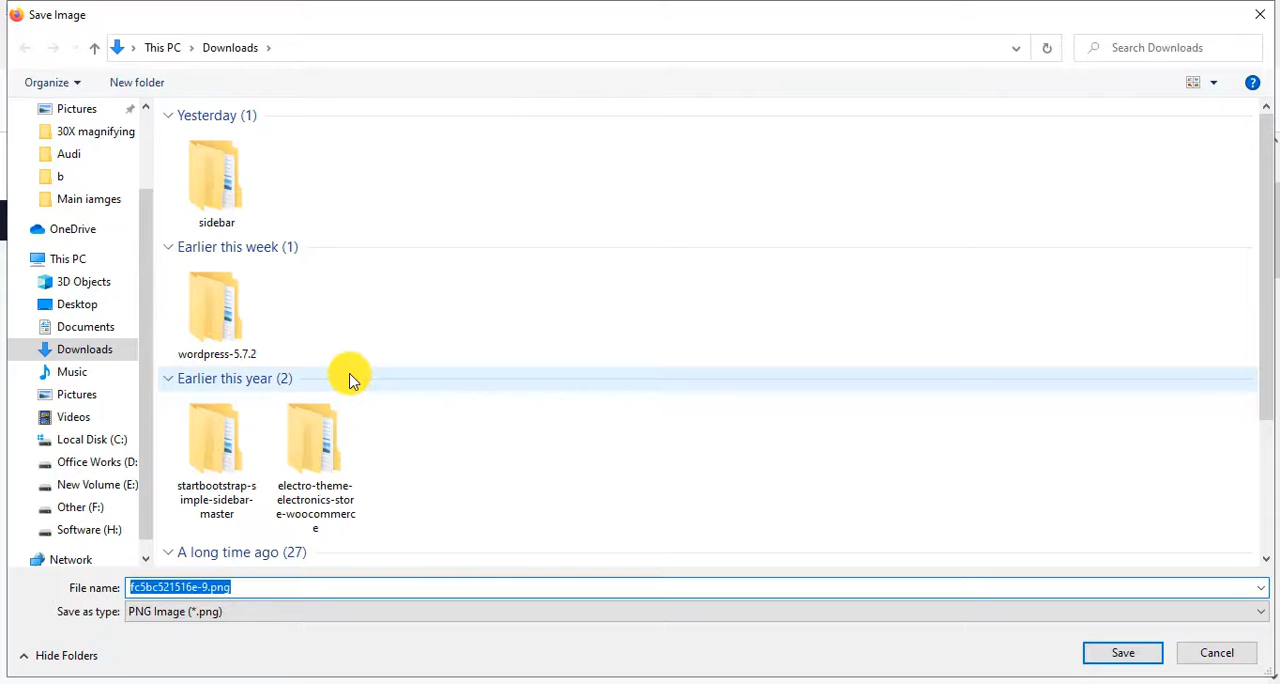 Save Image
This PC > Downloads >
Search Downloads
Organize
New folder
Pictures
30X magnifying
Audi
b
Main iamges
OneDrive
This PC
3D Objects
Desktop
Documents
Downloads
Music
Pictures
Videos
Local Disk (C:)
Office Works (D:
New Volume (E:)
Other (F:)
Software (H:)
Network
Yesterday (1)
sidebar
Earlier this week (1)
wordpress-5.7.2
Earlier this year (2)
startbootstrap-s
imple-sidebar-
master
electro-theme-
electronics-stor
e-woocommerc
e
A long time ago (27)
File name: fc5bc521516e-9.png
Save as type: PNG Image (*.png)
Hide Folders
Save
Cancel